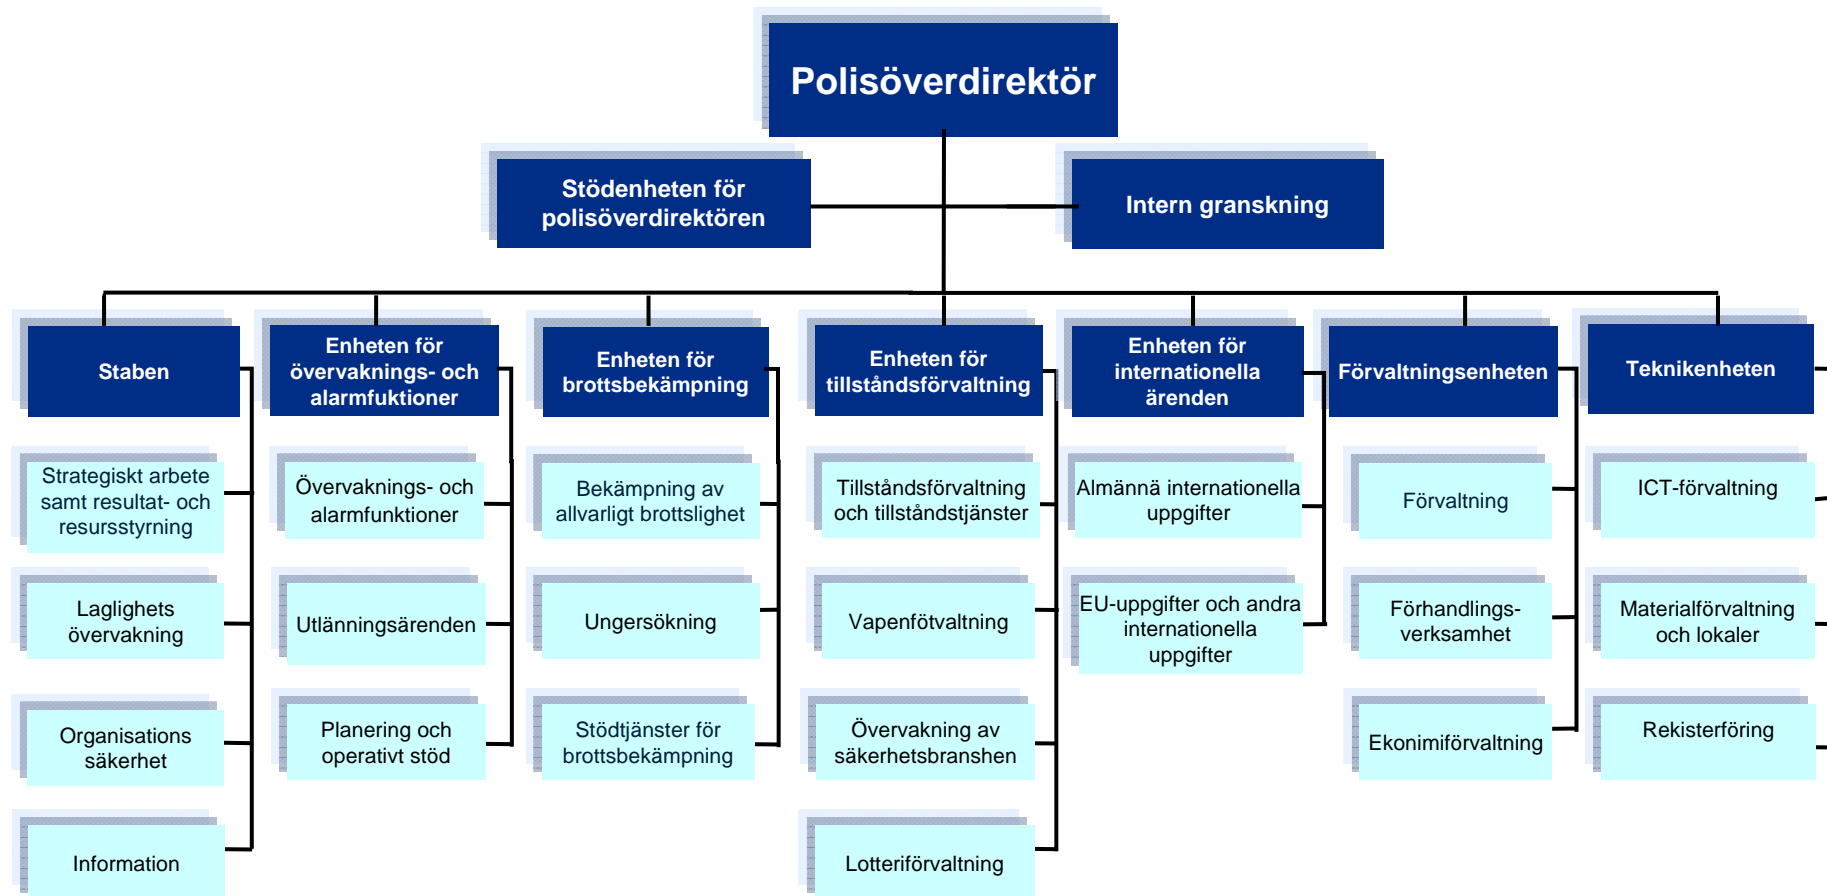 Polisöverdirektör
Stödenheten för
polisöverdirektören
Intern granskning
Staben
Enheten för
övervaknings- och
alarmfuktioner
Enheten för
brottsbekämpning
Enheten för
tillståndsförvaltning
Enheten för
internationella
ärenden
Förvaltningsenheten
Teknikenheten
Strategiskt arbete
samt resultat- och
resursstyrning
Övervaknings- och
alarmfunktioner
Bekämpning av
allvarligt brottslighet
Tillståndsförvaltning
och tillståndstjänster
Almännä internationella
uppgifter
Förvaltning
ICT-förvaltning
Laglighets
övervakning
Utlänningsärenden
Ungersökning
Vapenfötvaltning
EU-uppgifter och andra
internationella
uppgifter
Förhandlings-
verksamhet
Materialförvaltning
och lokaler
Organisations
säkerhet
Planering och
operativt stöd
Stödtjänster för
brottsbekämpning
Övervakning av
säkerhetsbranshen
Ekonimiförvaltning
Rekisterföring
Information
Lotteriförvaltning